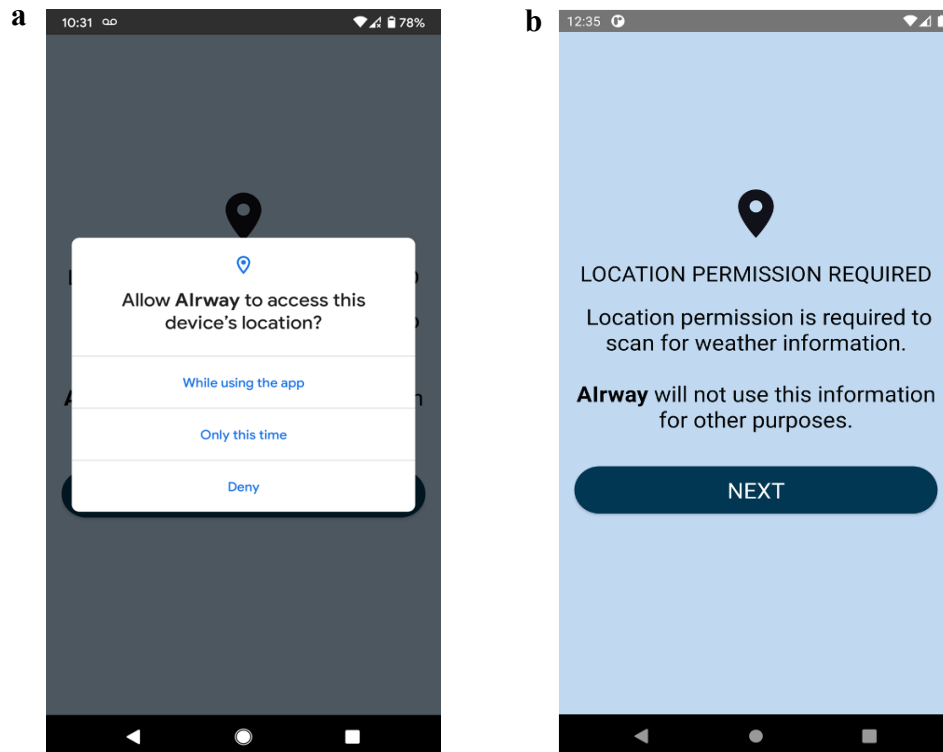 a
10:31 78%
Allow AIrway to access this
device's location?
While using the app
Only this time
Deny
b
12:35
LOCATION PERMISSION REQUIRED
Location permission is required to
scan for weather information.
AIrway will not use this information
for other purposes.
NEXT